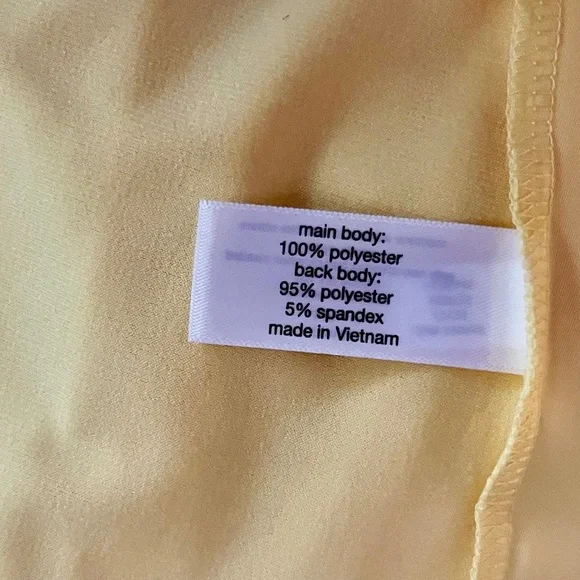 main body:
100% polyester
back body:
95% polyester
5% spandex
made in Vietnam